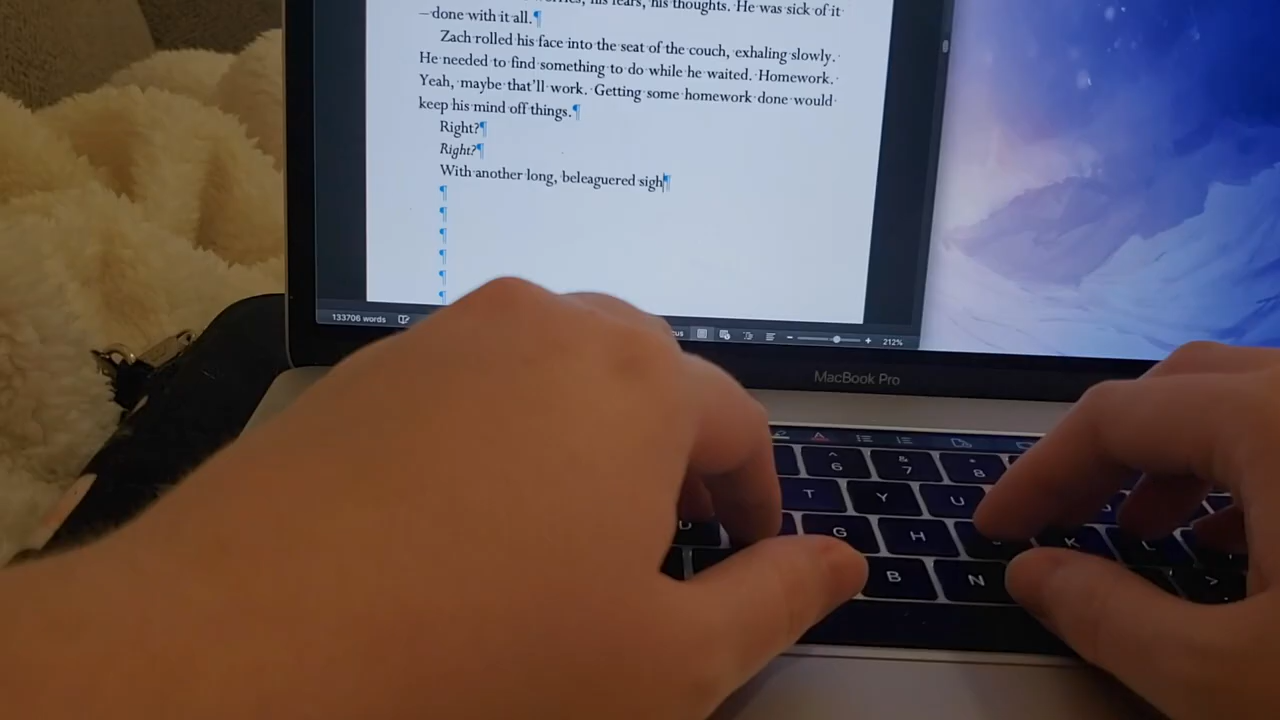 his fears, his thoughts. He was sick of it
—done with it all.¶
Zach rolled his face into the seat of the couch, exhaling slowly.
He needed to find something to do while he waited. Homework.
Yeah, maybe that'll work. Getting some homework done would
keep his mind off things.¶
Right?¶
Right?¶
With another long, beleaguered sigh¶
¶
¶
¶
¶
¶
¶
133706 words
212%
MacBook Pro
^ & *
6 7 8
T Y U
G H K L
B N >